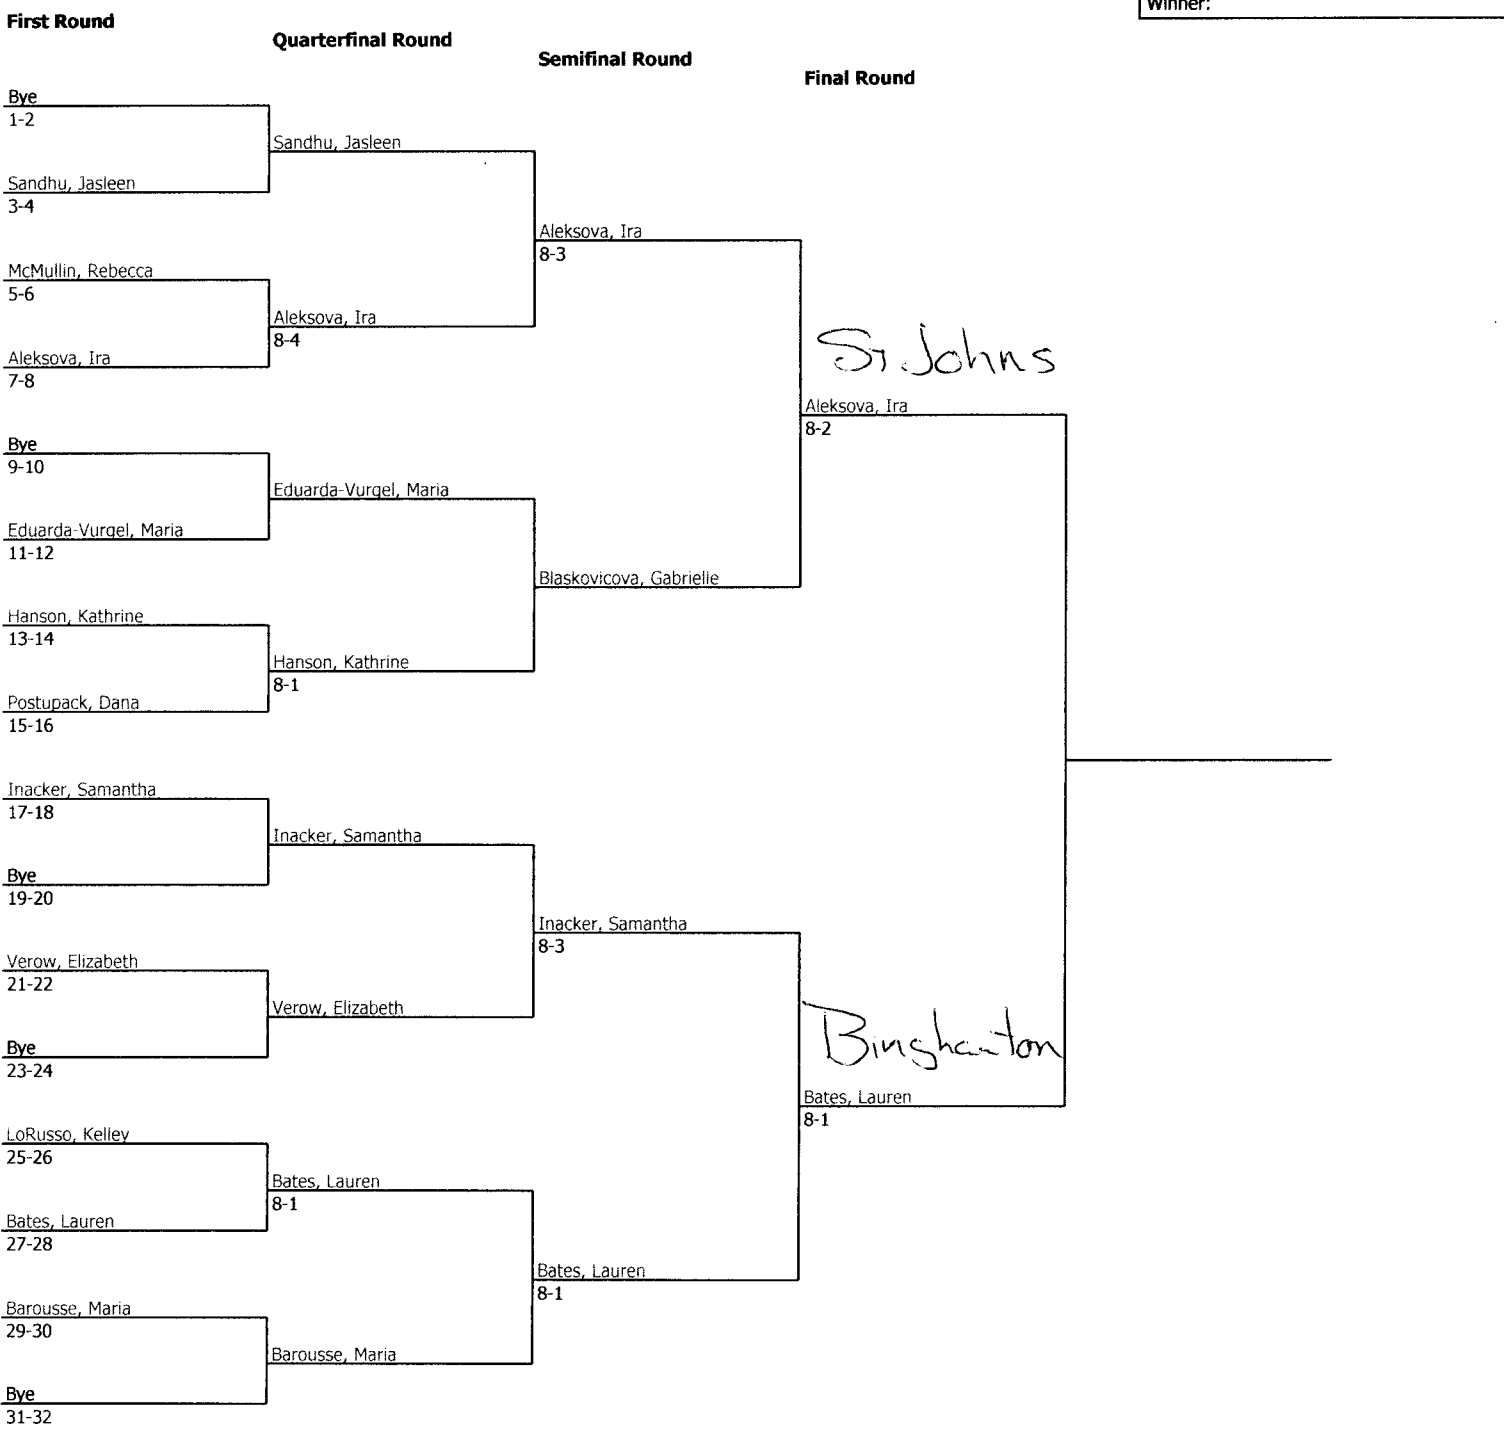 Winner:
First Round
Quarterfinal Round
Semifinal Round
Final Round
Bye
1-2
Sandhu, Jasleen
Sandhu, Jasleen
3-4
Aleksova, Ira
8-3
McMullin, Rebecca
5-6
Aleksova, Ira
8-4
St. Johns
Aleksova, Ira
7-8
Aleksova, Ira
8-2
Bye
9-10
Eduarda-Vurgel, Maria
Eduarda-Vurgel, Maria
11-12
Blaskovicova, Gabrielle
Hanson, Kathrine
13-14
Hanson, Kathrine
8-1
Postupack, Dana
15-16
Inacker, Samantha
17-18
Inacker, Samantha
Bye
19-20
Inacker, Samantha
8-3
Verow, Elizabeth
21-22
Verow, Elizabeth
Binghamton
Bye
23-24
Bates, Lauren
8-1
LoRusso, Kelley
25-26
Bates, Lauren
8-1
Bates, Lauren
27-28
Bates, Lauren
8-1
Barousse, Maria
29-30
Barousse, Maria
Bye
31-32